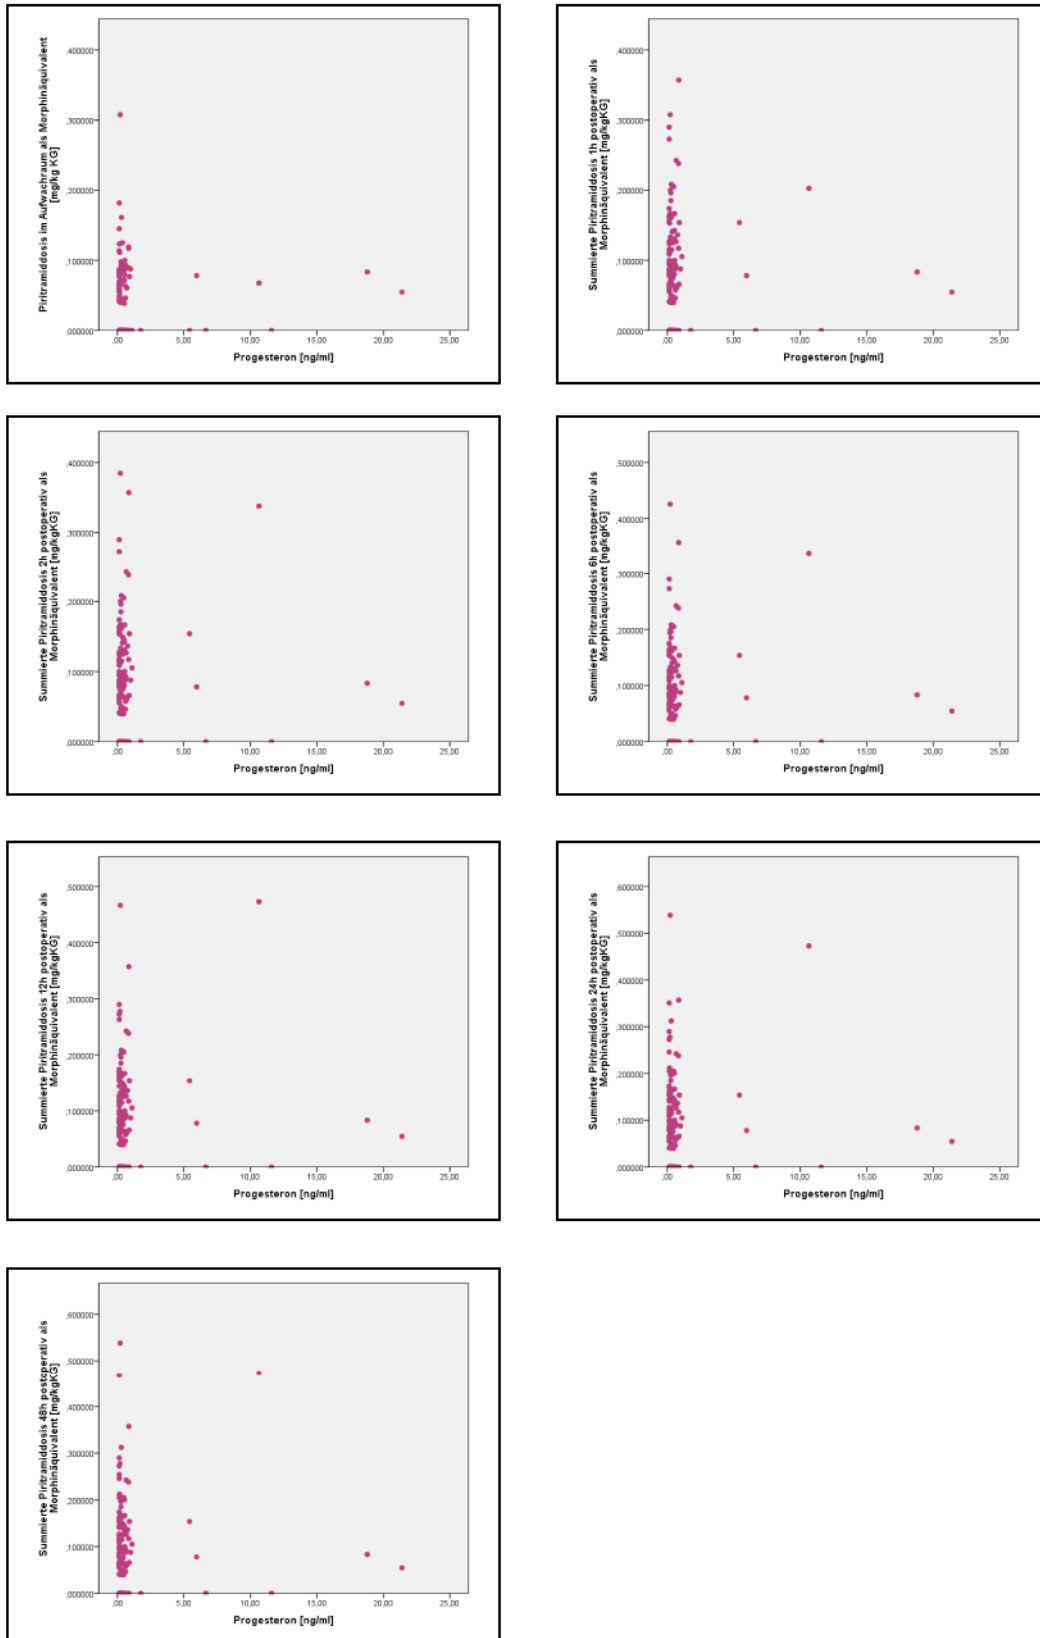 Piritramiddosis im Aufwachraum als Morphinäquivalent
[mg/kg KG]
,400000
,300000
,200000
,100000
,000000
,00 5,00 10,00 15,00 20,00 25,00
Progesteron [ng/ml]
Summierte Piritramiddosis 1h postoperativ als
Morphinäquivalent [mg/kgKG]
,400000
,300000
,200000
,100000
,000000
,00 5,00 10,00 15,00 20,00 25,00
Progesteron [ng/ml]
Summierte Piritramiddosis 2h postoperativ als
Morphinäquivalent [mg/kgKG]
,400000
,300000
,200000
,100000
,000000
,00 5,00 10,00 15,00 20,00 25,00
Progesteron [ng/ml]
Summierte Piritramiddosis 6h postoperativ als
Morphinäquivalent [mg/kgKG]
,500000
,400000
,300000
,200000
,100000
,000000
,00 5,00 10,00 15,00 20,00 25,00
Progesteron [ng/ml]
Summierte Piritramiddosis 12h postoperativ als
Morphinäquivalent [mg/kgKG]
,500000
,400000
,300000
,200000
,100000
,000000
,00 5,00 10,00 15,00 20,00 25,00
Progesteron [ng/ml]
Summierte Piritramiddosis 24h postoperativ als
Morphinäquivalent [mg/kgKG]
,600000
,500000
,400000
,300000
,200000
,100000
,000000
,00 5,00 10,00 15,00 20,00 25,00
Progesteron [ng/ml]
Summierte Piritramiddosis 48h postoperativ als
Morphinäquivalent [mg/kgKG]
,600000
,500000
,400000
,300000
,200000
,100000
,000000
,00 5,00 10,00 15,00 20,00 25,00
Progesteron [ng/ml]